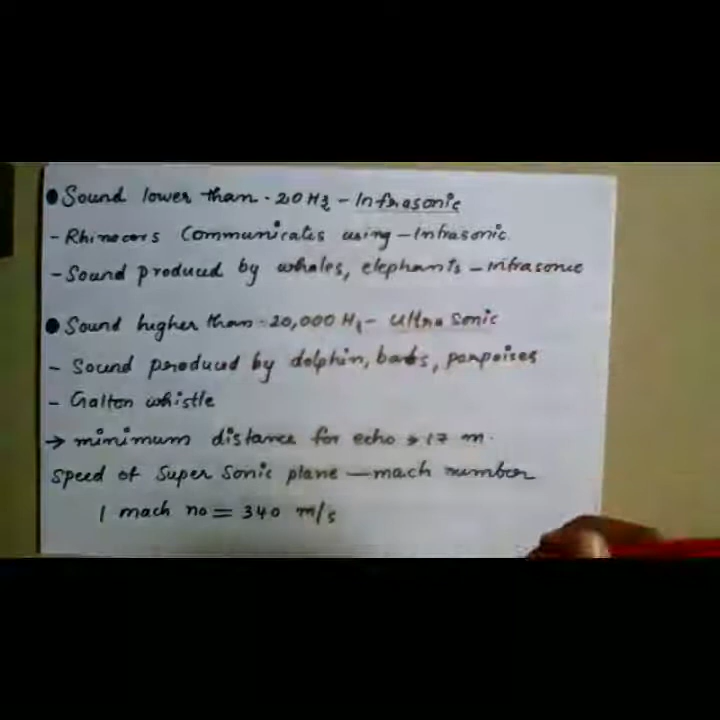 ● Sound lower than · 20 Hz – Infrasonic
- Rhinocers Communicates using – Infrasonic.
- Sound produced by whales, elephants – infrasonic
● Sound higher than · 20,000 Hz – Ultra Sonic
- Sound produced by dolphin, bats, porpoises
- Galton whistle
→ minimum distance for echo → 17 m.
Speed of Super Sonic plane — mach number
1 mach no = 340 m/s